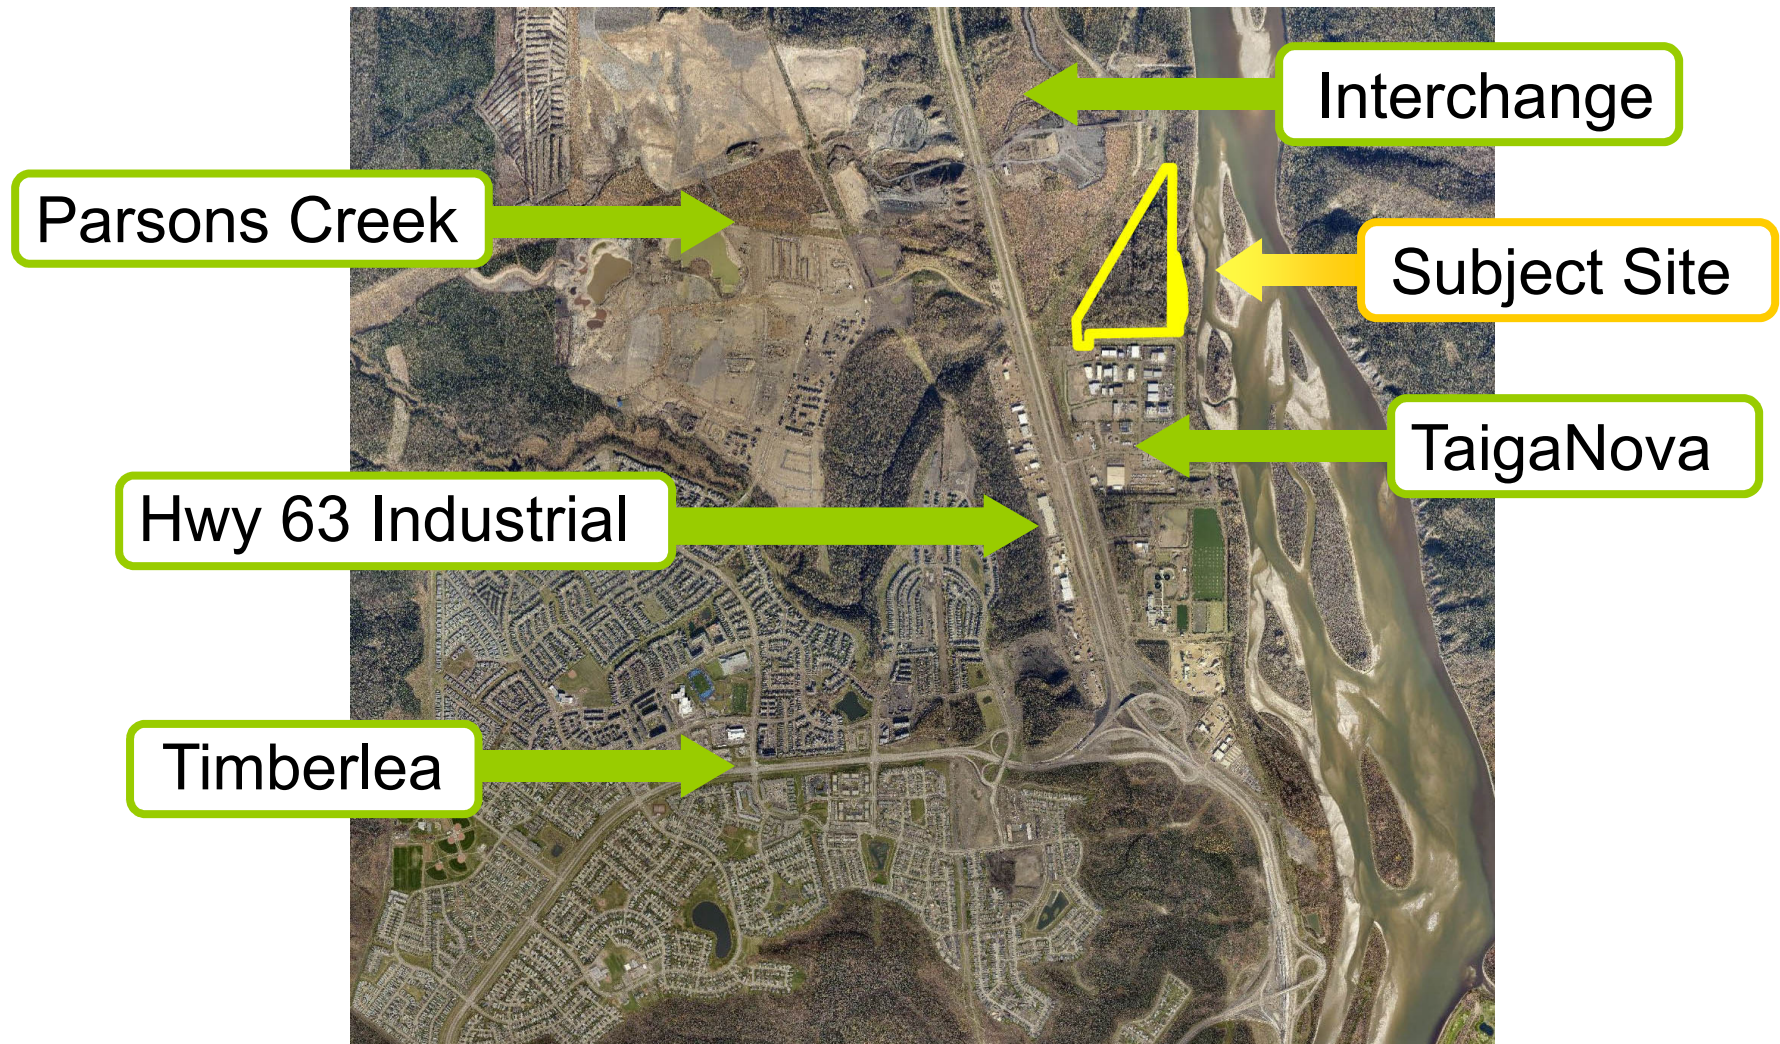 Interchange
Parsons Creek
Subject Site
TaigaNova
Hwy 63 Industrial
Timberlea